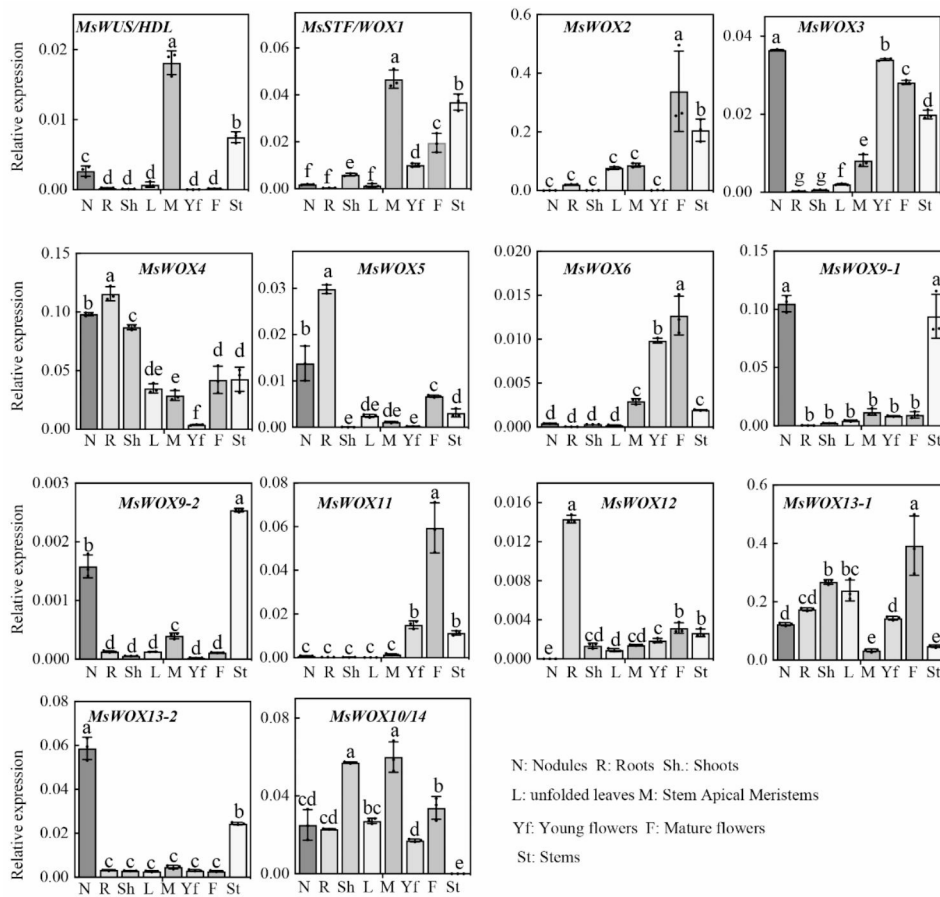 MsWUS/HDL
Relative expression
0.02
0.01
0.00
c d d d a d d b
N R Sh L M Yf F St
MsSTF/WOX1
0.06
0.04
0.02
0.00
f f e f a d c b
N R Sh L M Yf F St
MsWOX2
0.6
0.4
0.2
0.0
c c c c c c a b
N R Sh L M Yf F St
MsWOX3
0.04
0.02
0.00
a g g f e b c d
N R Sh L M Yf F St
MsWOX4
Relative expression
0.15
0.10
0.05
0.00
b a c de e f d d
N R Sh L M Yf F St
MsWOX5
0.03
0.02
0.01
0.00
b a e de de e c d
N R Sh L M Yf F St
MsWOX6
0.020
0.015
0.010
0.005
0.000
d d d d c b a c
N R Sh L M Yf F St
MsWOX9-1
0.15
0.10
0.05
0.00
a b b b b b b a
N R Sh L M Yf F St
MsWOX9-2
Relative expression
0.003
0.002
0.001
0.000
b d d d c d d a
N R Sh L M Yf F St
MsWOX11
0.08
0.06
0.04
0.02
0.00
c c c c c b a b
N R Sh L M Yf F St
MsWOX12
0.016
0.012
0.008
0.004
0.000
e a cd d cd c b b
N R Sh L M Yf F St
MsWOX13-1
0.6
0.4
0.2
0.0
d cd b bc e d a e
N R Sh L M Yf F St
MsWOX13-2
Relative expression
0.08
0.06
0.04
0.02
0.00
a c c c c c c b
N R Sh L M Yf F St
MsWOX10/14
0.08
0.04
0.00
cd cd a bc a d b e
N R Sh L M Yf F St
N: Nodules R: Roots Sh.: Shoots
L: unfolded leaves M: Stem Apical Meristems
Yf: Young flowers F: Mature flowers
St: Stems